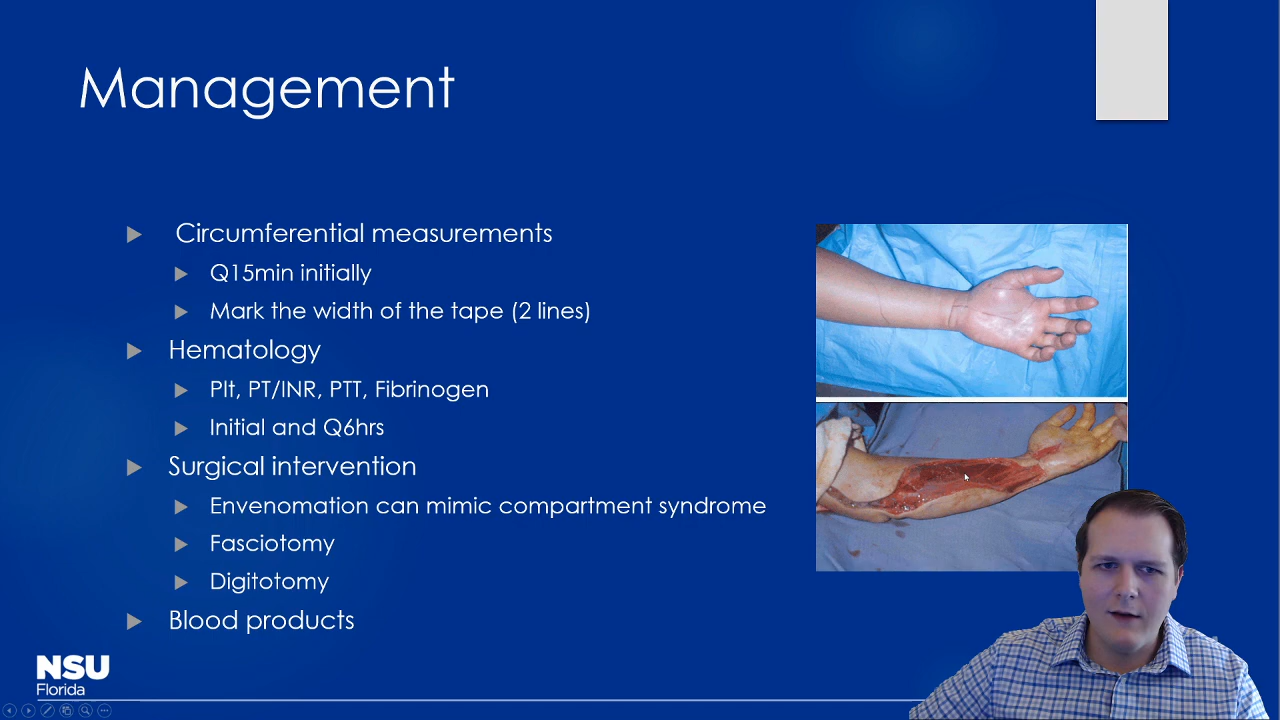 Management
Circumferential measurements
Q15min initially
Mark the width of the tape (2 lines)
Hematology
Plt, PT/INR, PTT, Fibrinogen
Initial and Q6hrs
Surgical intervention
Envenomation can mimic compartment syndrome
Fasciotomy
Digitotomy
Blood products
NSU
Florida